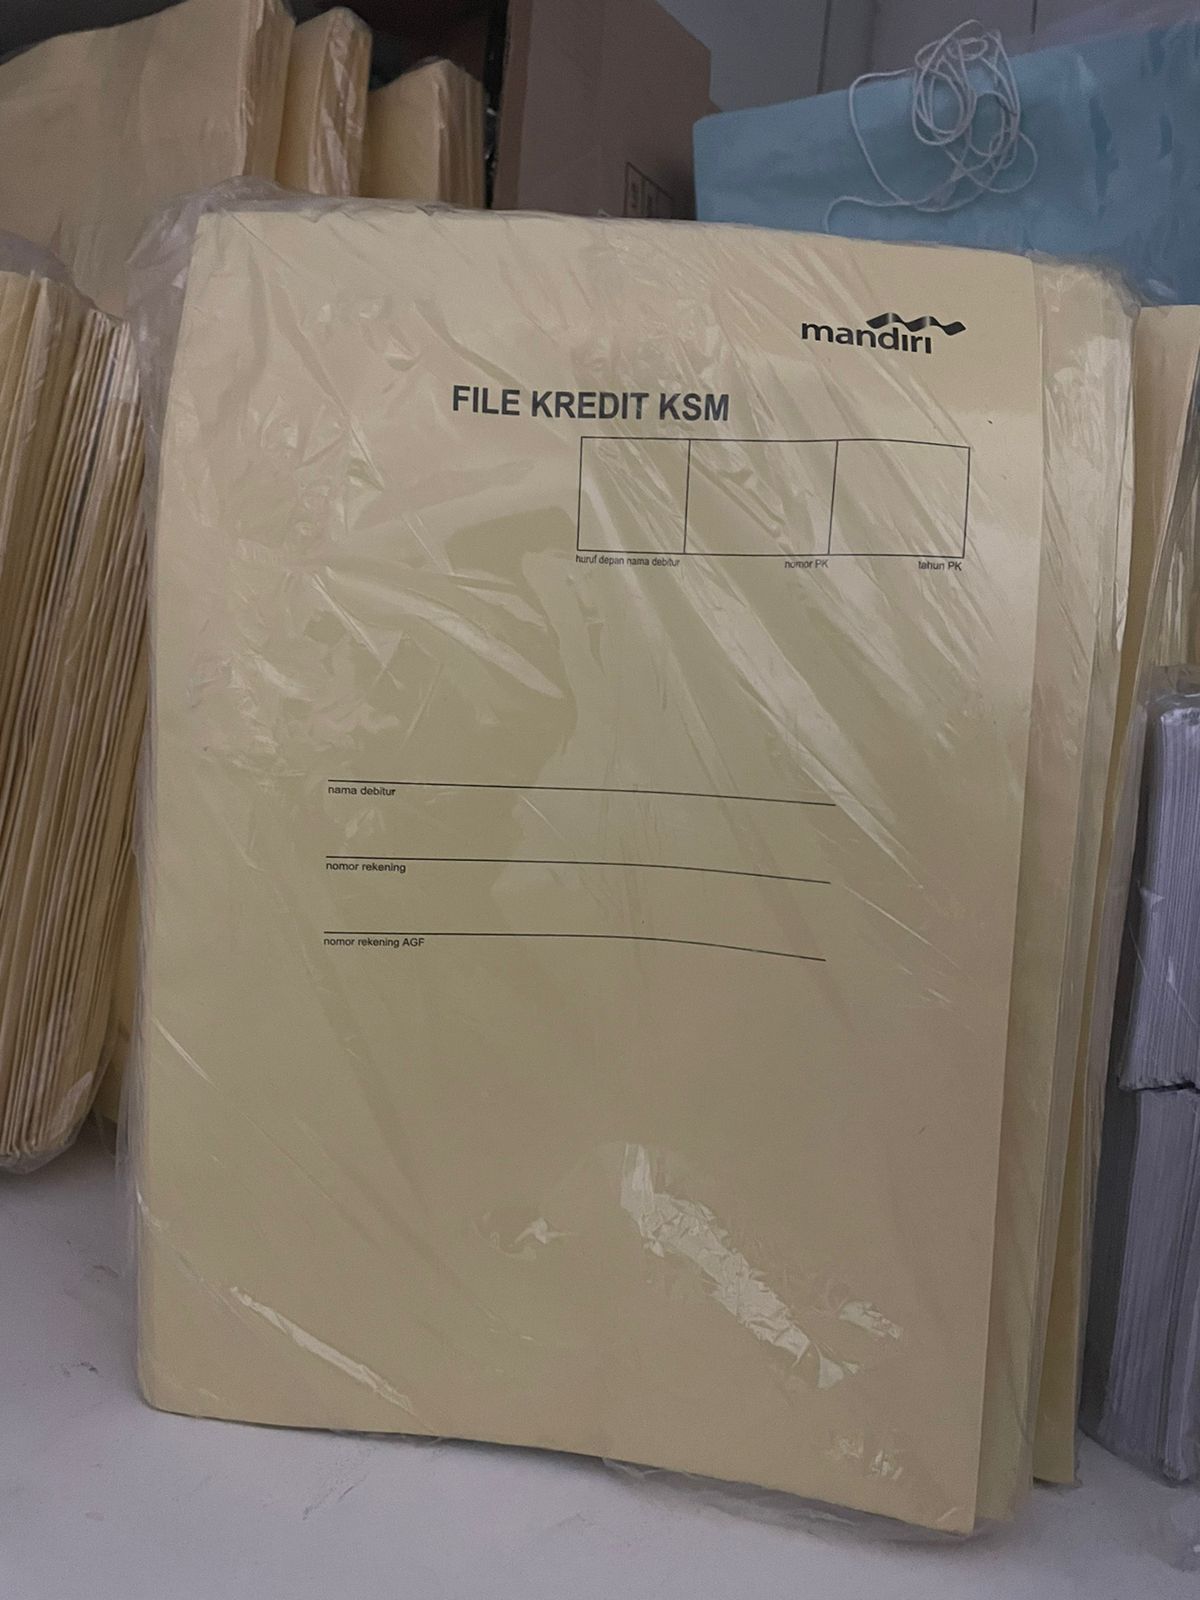 mandiri
FILE KREDIT KSM
huruf depan nama debitur nomor PK tahun PK
nama debitur
nomor rekening
nomor rekening AGF